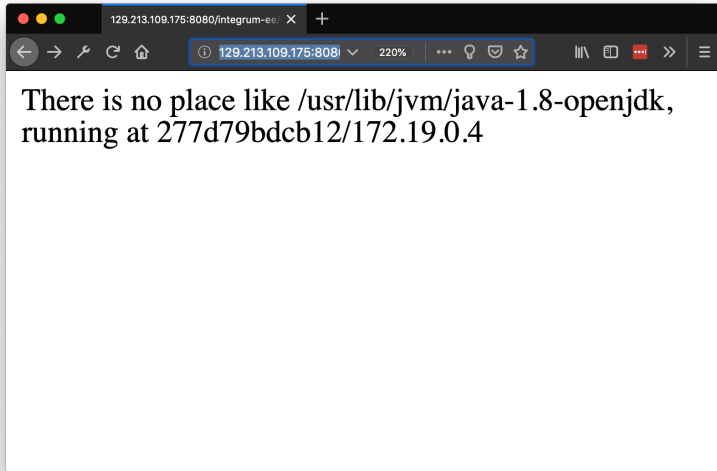 129.213.109.175:8080/integrum-ee/
129.213.109.175:808
220%
There is no place like /usr/lib/jvm/java-1.8-openjdk,
running at 277d79bdcb12/172.19.0.4